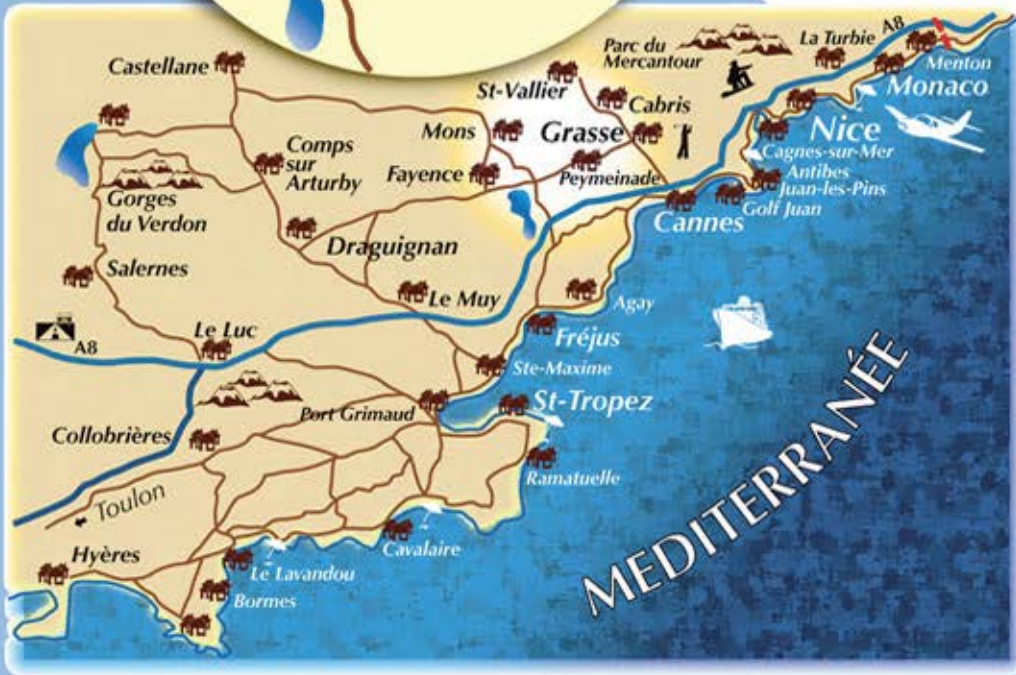 Castellane
St-Vallier
Parc du
Mercantour
La Turbie
A8
Menton
Monaco
Cabris
Mons
Grasse
Nice
Comps
sur
Arturby
Fayence
Peymeinade
Cagnes-sur-Mer
Antibes
Juan-les-Pins
Golf Juan
Gorges
du Verdon
Cannes
Draguignan
Salernes
Le Muy
Agay
Le Luc
A8
Fréjus
Ste-Maxime
Port Grimaud
St-Tropez
Collobrières
Ramatuelle
Toulon
MEDITERRANÉE
Hyères
Cavalaire
Le Lavandou
Bormes